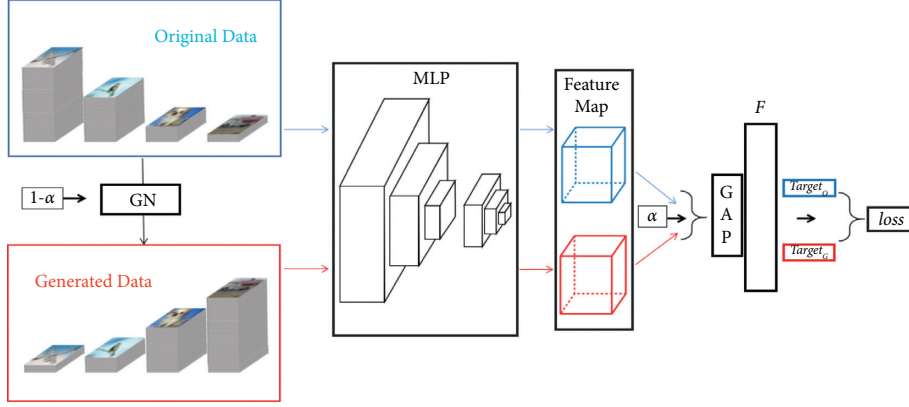 Original Data
1-α
GN
Generated Data
MLP
Feature
Map
α
G
A
P
F
Target_O
Target_G
loss